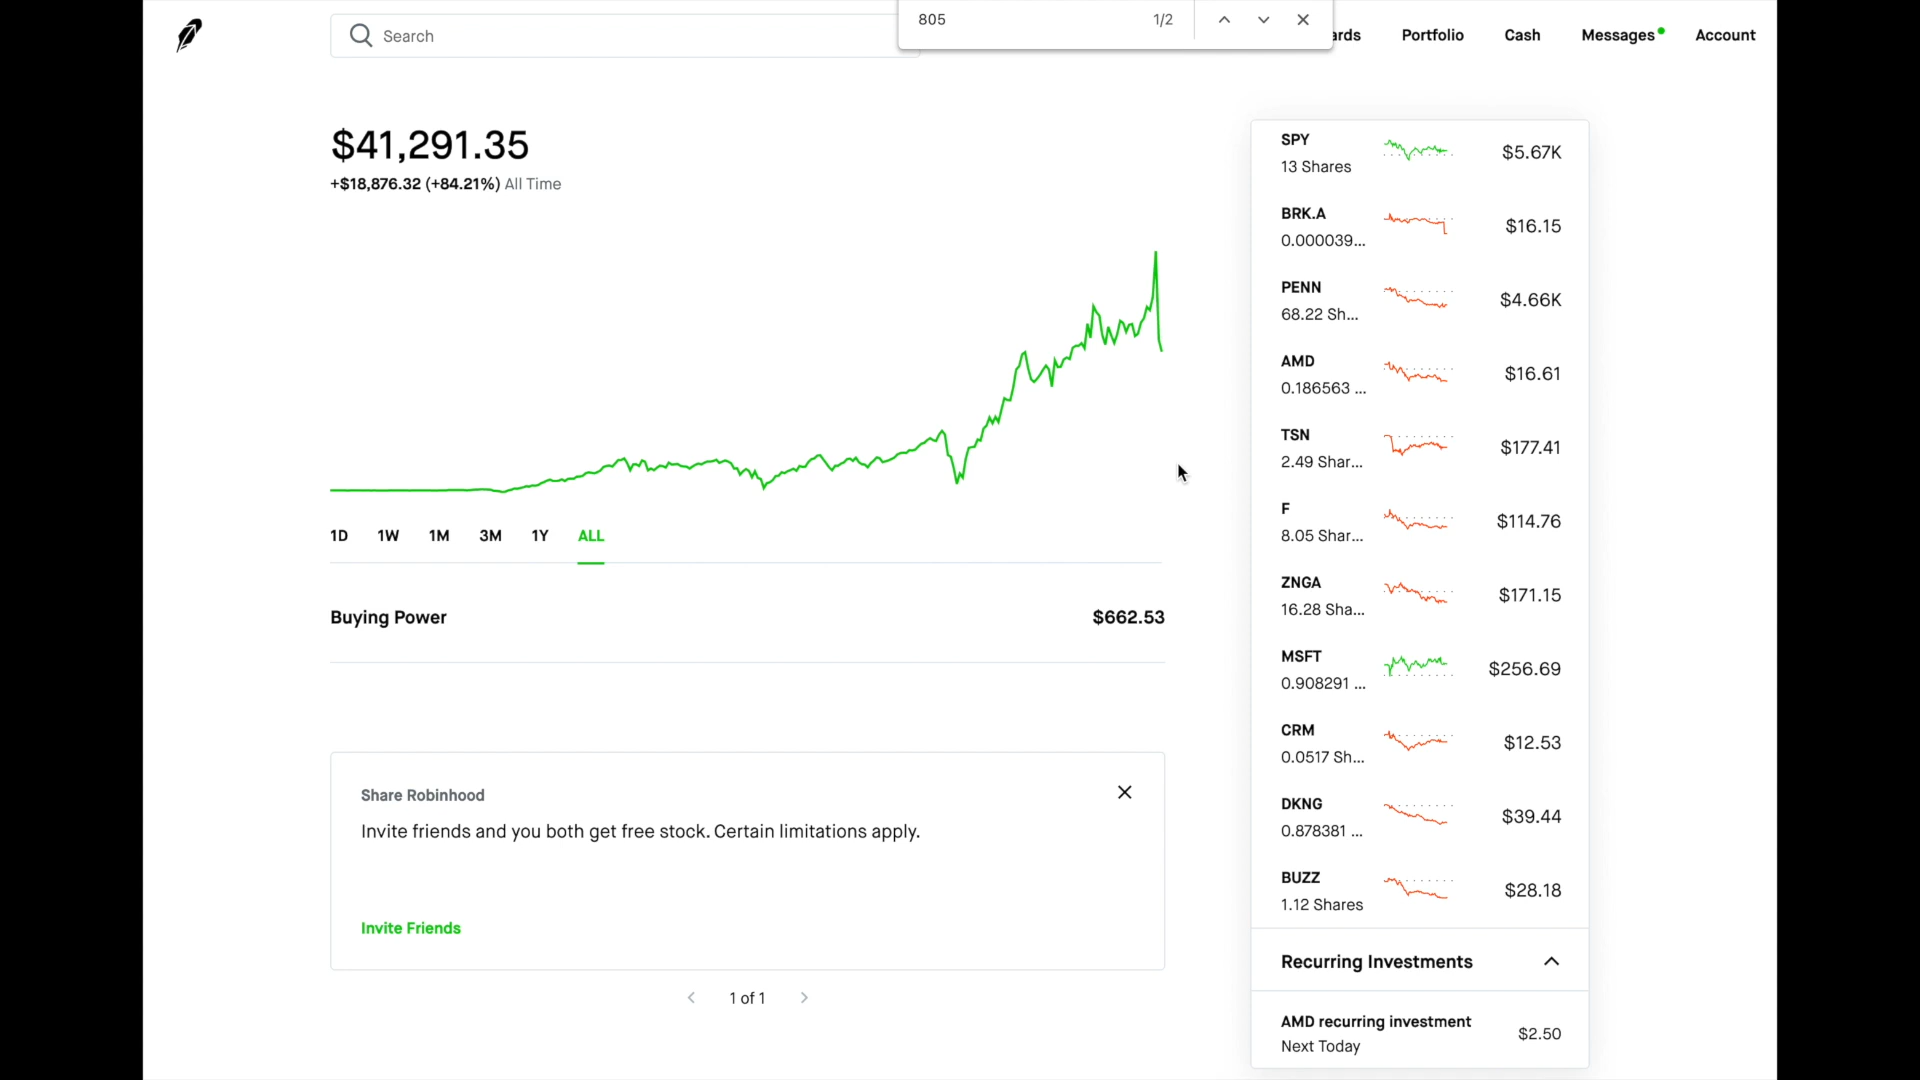 Search
805
1/2
ards
Portfolio
Cash
Messages
Account
$41,291.35
+$18,876.32 (+84.21%) All Time
1D 1W 1M 3M 1Y ALL
Buying Power
$662.53
Share Robinhood
Invite friends and you both get free stock. Certain limitations apply.
Invite Friends
1 of 1
SPY
13 Shares
$5.67K
BRK.A
0.000039...
$16.15
PENN
68.22 Sh...
$4.66K
AMD
0.186563 ...
$16.61
TSN
2.49 Shar...
$177.41
F
8.05 Shar...
$114.76
ZNGA
16.28 Sha...
$171.15
MSFT
0.908291 ...
$256.69
CRM
0.0517 Sh...
$12.53
DKNG
0.878381 ...
$39.44
BUZZ
1.12 Shares
$28.18
Recurring Investments
AMD recurring investment
Next Today
$2.50